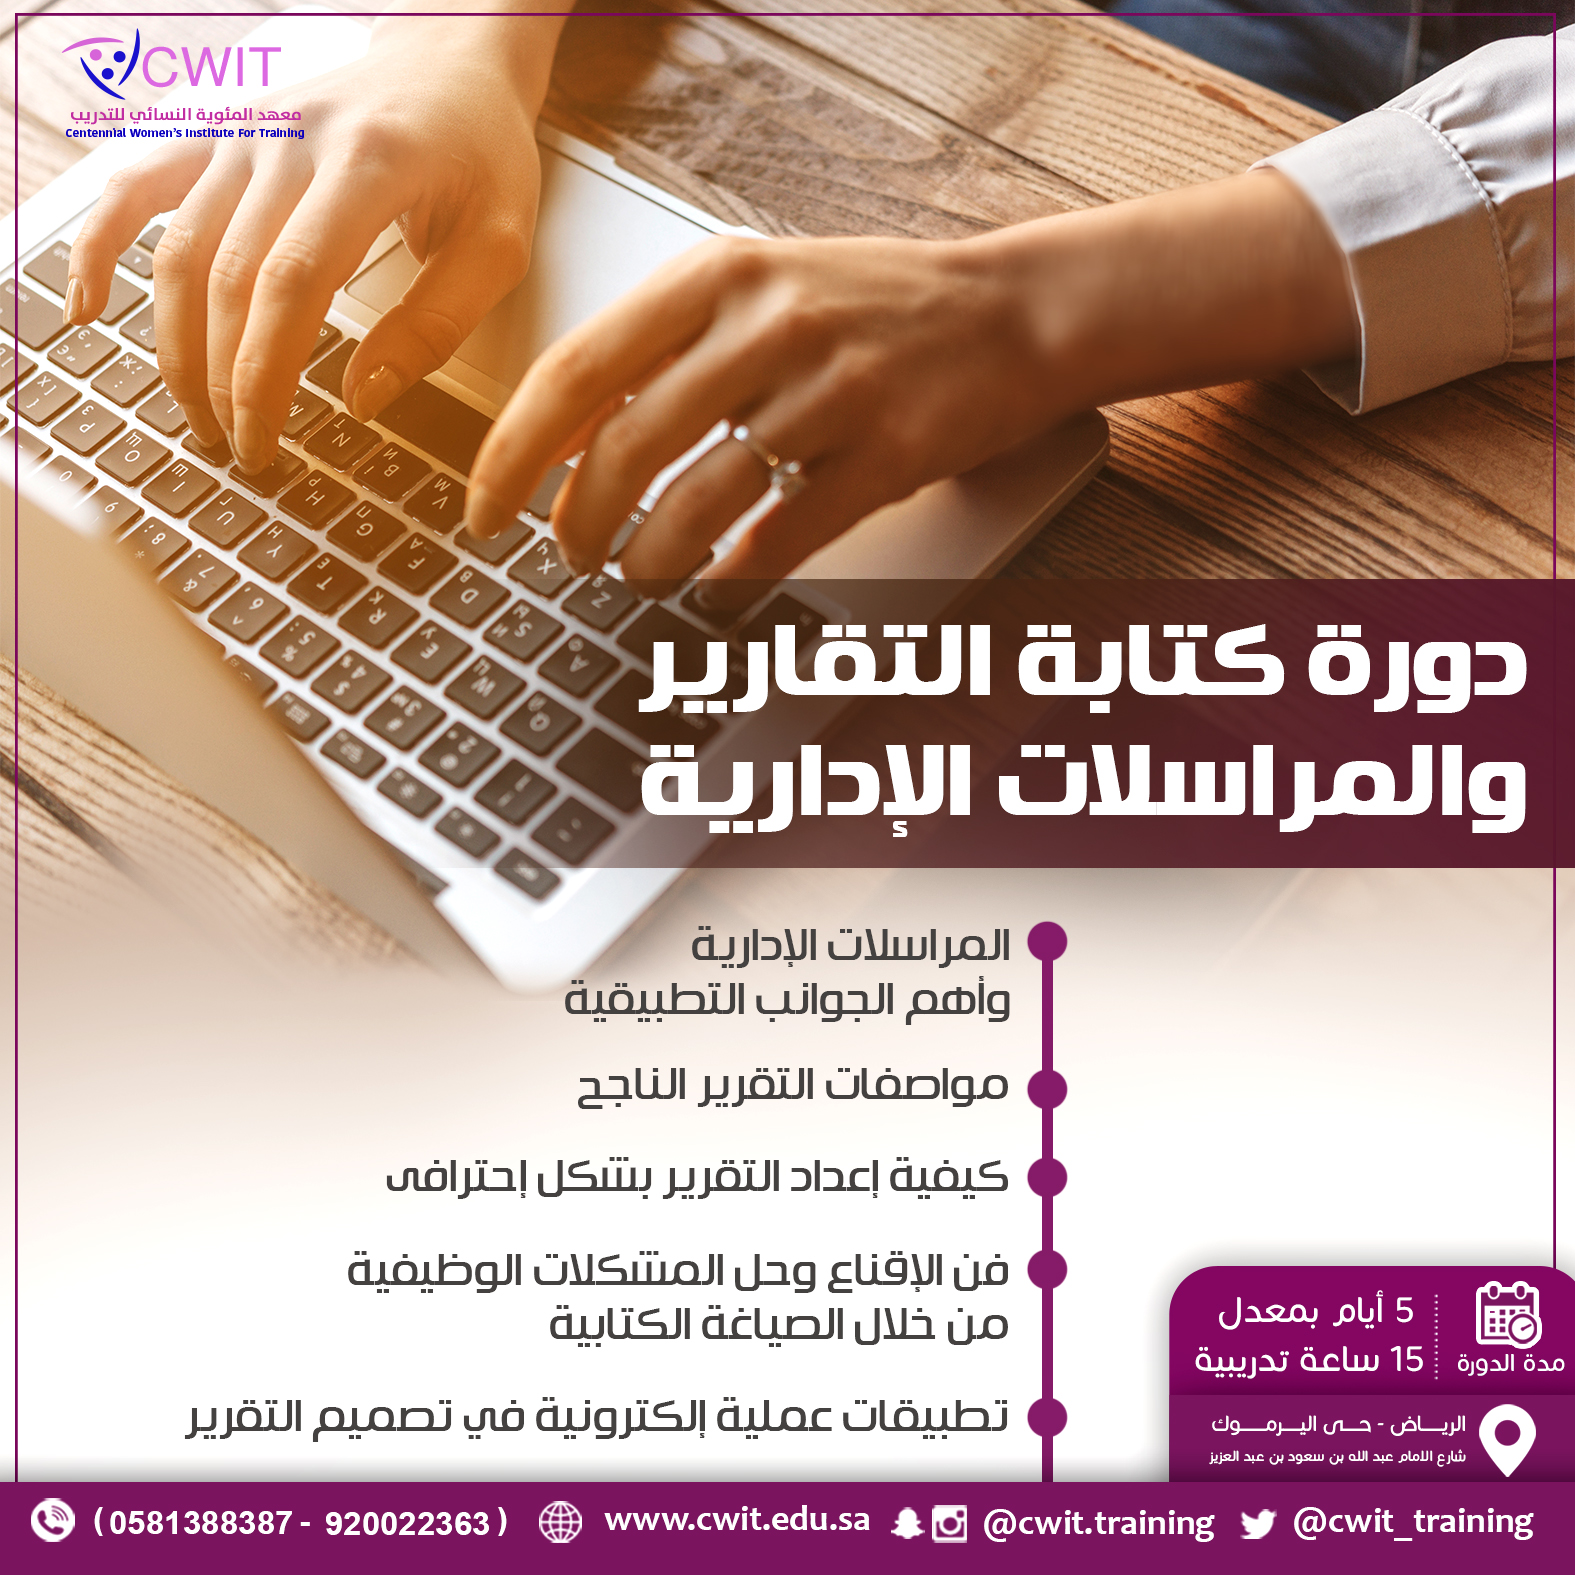 CWIT
معهد المئوية النسائي للتدريب
Centennial Women's Institute For Training
دورة كتابة التقارير
والمراسلات الإدارية
المراسلات الإدارية
وأهم الجوانب التطبيقية
مواصفات التقرير الناجح
كيفية إعداد التقرير بشكل إحترافى
فن الإقناع وحل المشكلات الوظيفية
من خلال الصياغة الكتابية
تطبيقات عملية إلكترونية في تصميم التقرير
مدة الدورة
5 أيام بمعدل
15 ساعة تدريبية
الريـــاض - حـــى اليـــرمـــوك
شارع الامام عبد الله بن سعود بن عبد العزيز
( 0581388387 - 920022363 )
www.cwit.edu.sa
@cwit.training
@cwit_training